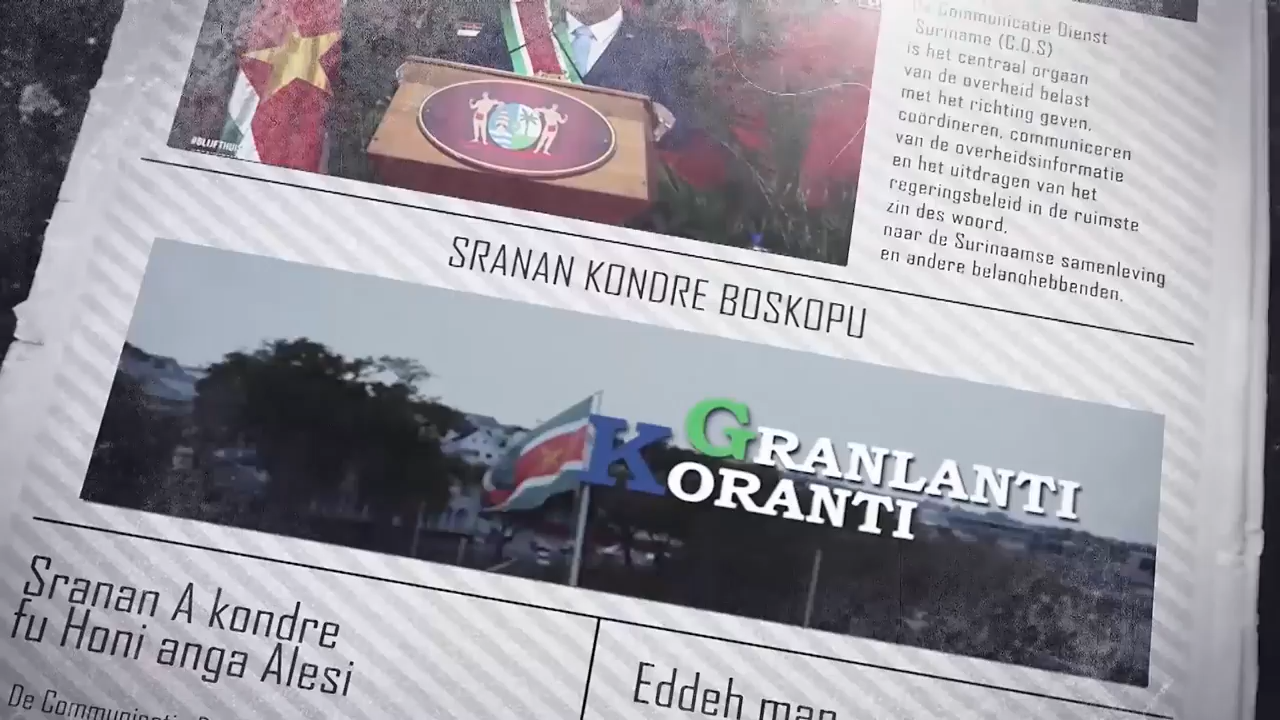 De Communicatie Dienst
Suriname (C.D.S)
is het centraal orgaan
van de overheid belast
met het richting geven,
coördineren, communiceren
van de overheidsinformatie
en het uitdragen van het
regeringsbeleid in de ruimste
zin des woord,
naar de Surinaamse samenleving
en andere belanghebbenden.
SRANAN KONDRE BOSKOPU
GRANLANTI
KORANTI
Sranan A kondre
fu Honi anga Alesi
De
Eddeh man